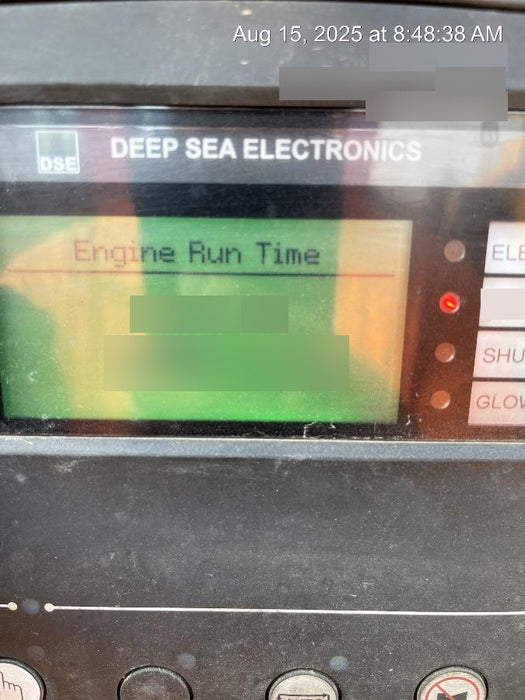 Aug 15, 2025 at 8:48:38 AM
DSE DEEP SEA ELECTRONICS
Engine Run Time
ELE
SHU
GLOW